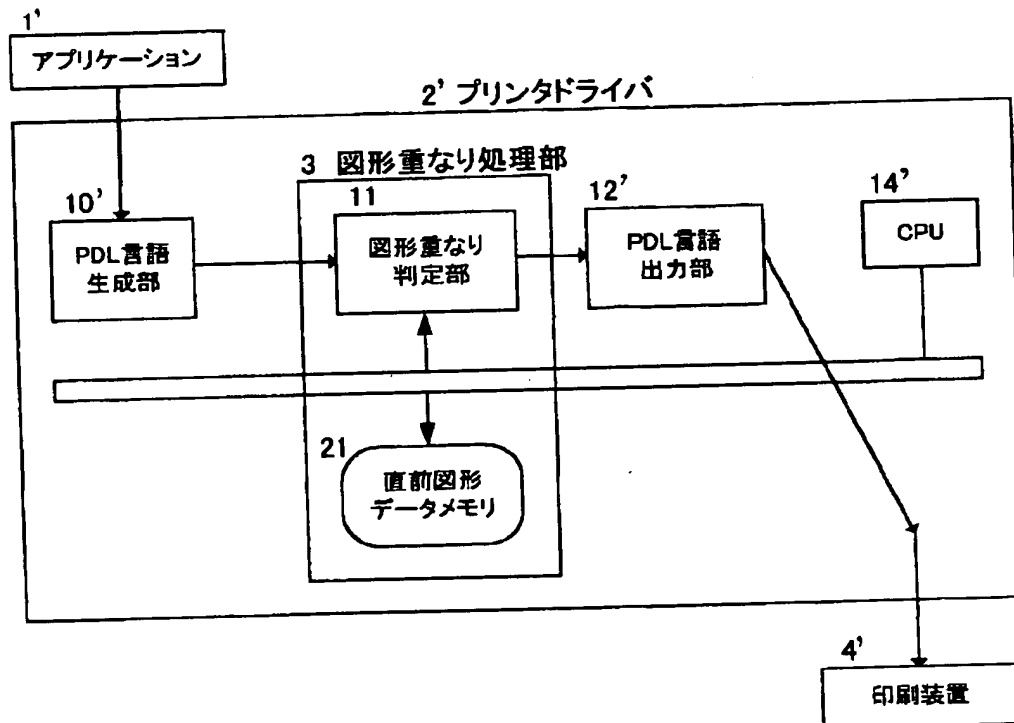 1'
アプリケーション
2' プリンタドライバ
3 図形重なり処理部
10'
PDL言語
生成部
11
図形重なり
判定部
12'
PDL言語
出力部
14'
CPU
21
直前図形
データメモリ
4'
印刷装置